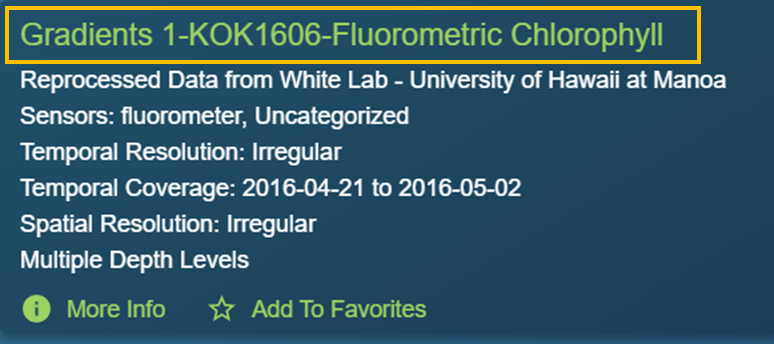 Gradients 1-KOK1606-Fluorometric Chlorophyll
Reprocessed Data from White Lab - University of Hawaii at Manoa
Sensors: fluorometer, Uncategorized
Temporal Resolution: Irregular
Temporal Coverage: 2016-04-21 to 2016-05-02
Spatial Resolution: Irregular
Multiple Depth Levels
More Info Add To Favorites